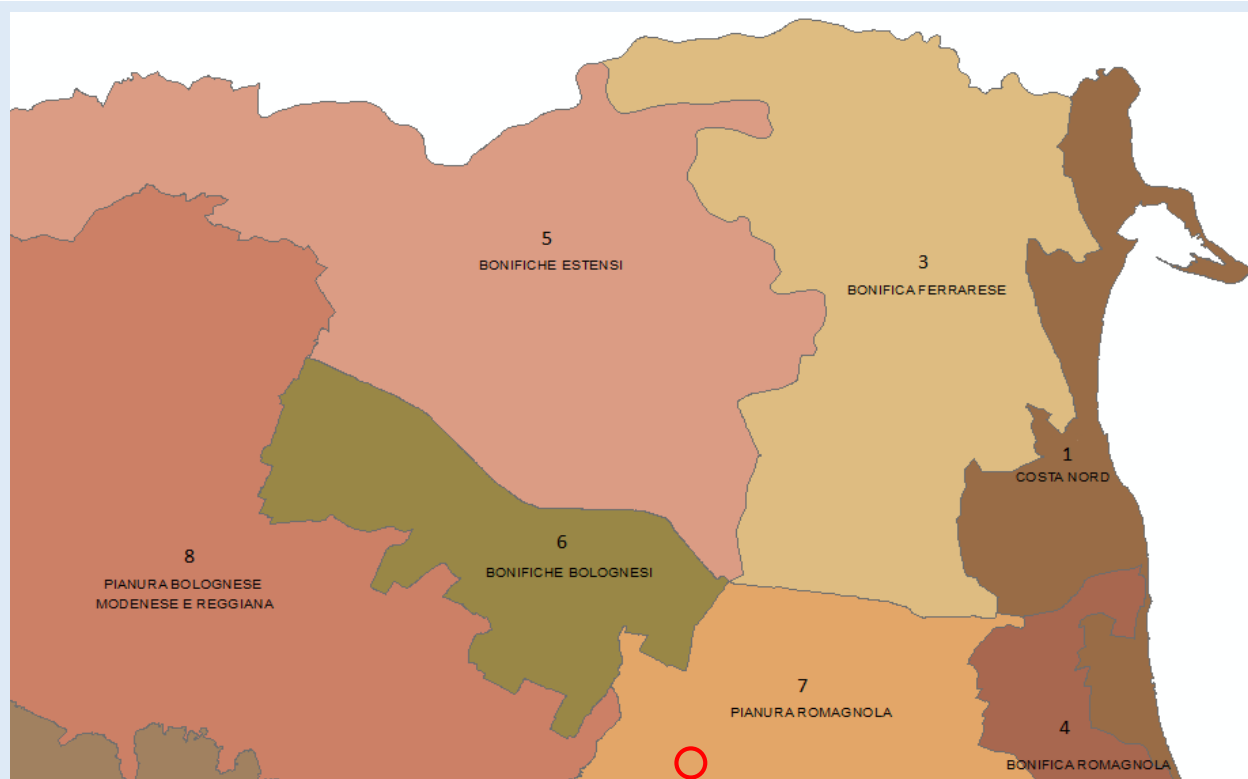 5
BONIFICHE ESTENSI
3
BONIFICA FERRARESE
1
COSTA NORD
6
BONIFICHE BOLOGNESI
8
PIANURA BOLOGNESE
MODENESE E REGGIANA
7
PIANURA ROMAGNOLA
4
BONIFICA ROMAGNOLA